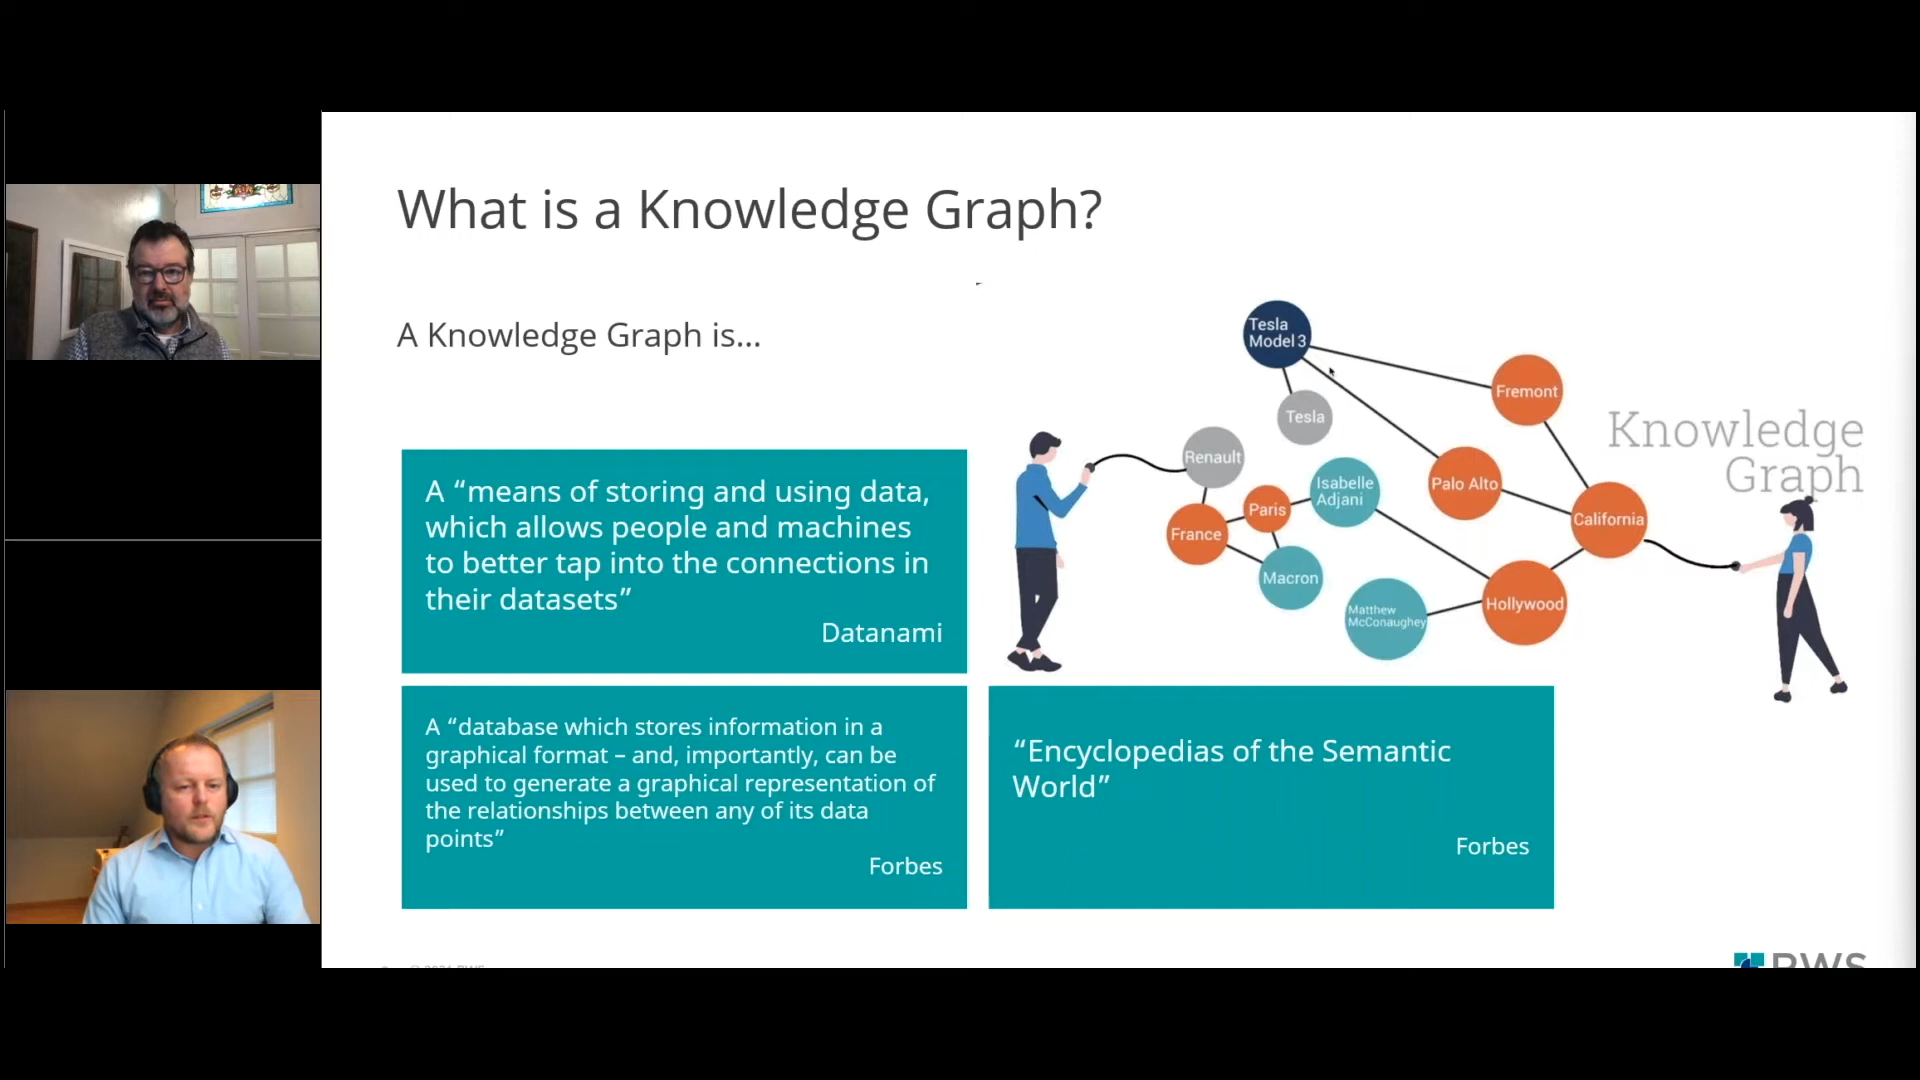 What is a Knowledge Graph?
A Knowledge Graph is...
A “means of storing and using data,
which allows people and machines
to better tap into the connections in
their datasets”
Datanami
A “database which stores information in a
graphical format – and, importantly, can be
used to generate a graphical representation of
the relationships between any of its data
points”
Forbes
“Encyclopedias of the Semantic
World”
Forbes
Tesla
Model 3
Tesla
Fremont
Renault
Palo Alto
Isabelle
Adjani
Paris
France
Macron
Matthew
McConaughey
Hollywood
California
Knowledge
Graph
RWS